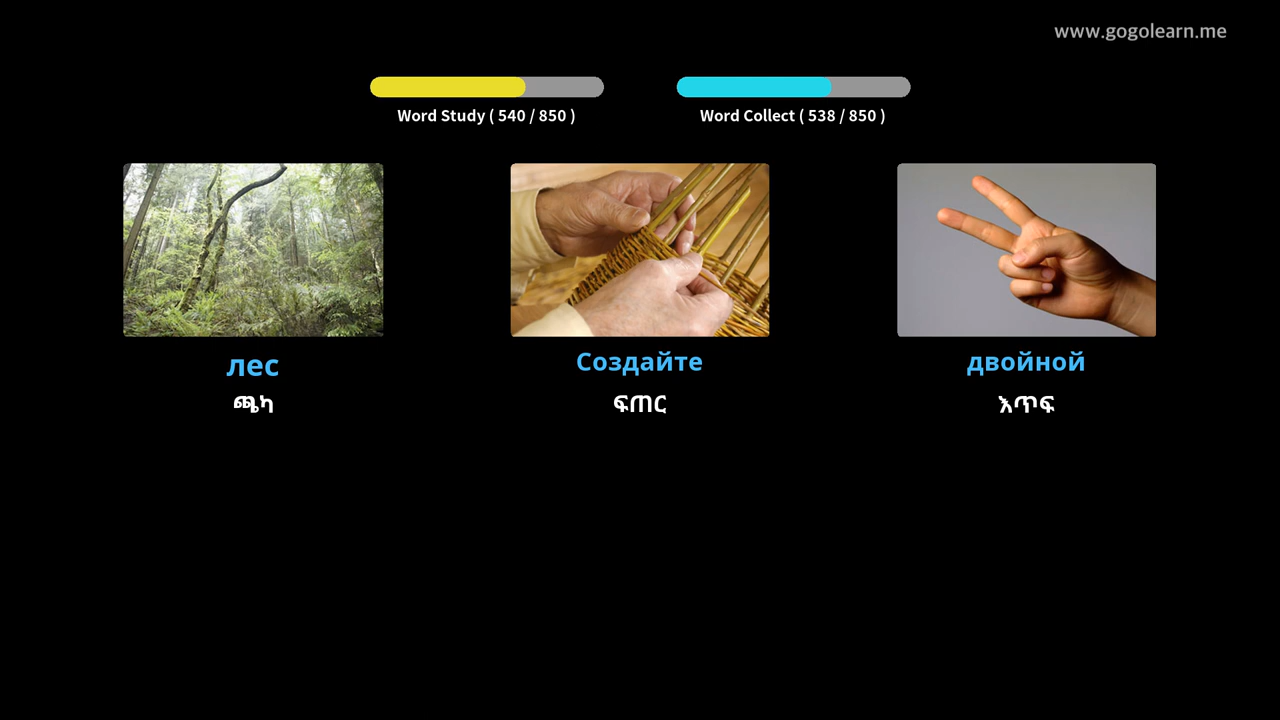 www.gogolearn.me
Word Study ( 540 / 850 )
Word Collect ( 538 / 850 )
лес
Создайте
двойной
ጫካ
ፍጠር
እጥፍ